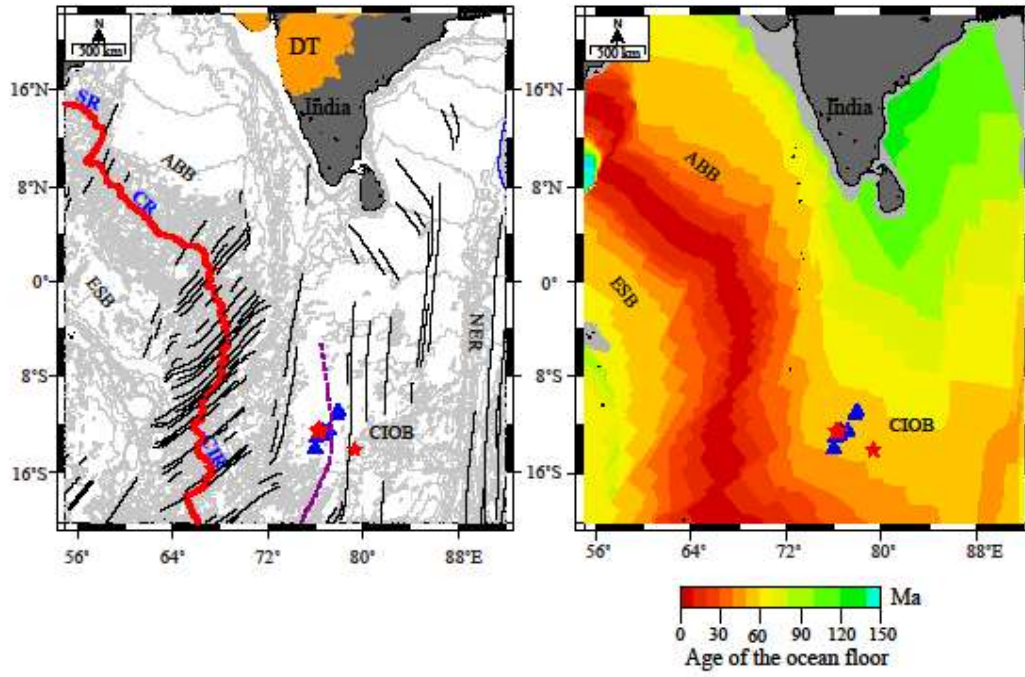 N
500 km
DT
India
SR
ABB
CR
ESB
NER
CIOB
CIR
16°N
8°N
0°
8°S
16°S
56°
64°
72°
80°
88°E
N
500 km
India
ABB
ESB
CIOB
16°N
8°N
0°
8°S
16°S
56°
64°
72°
80°
88°E
Ma
0 30 60 90 120 150
Age of the ocean floor